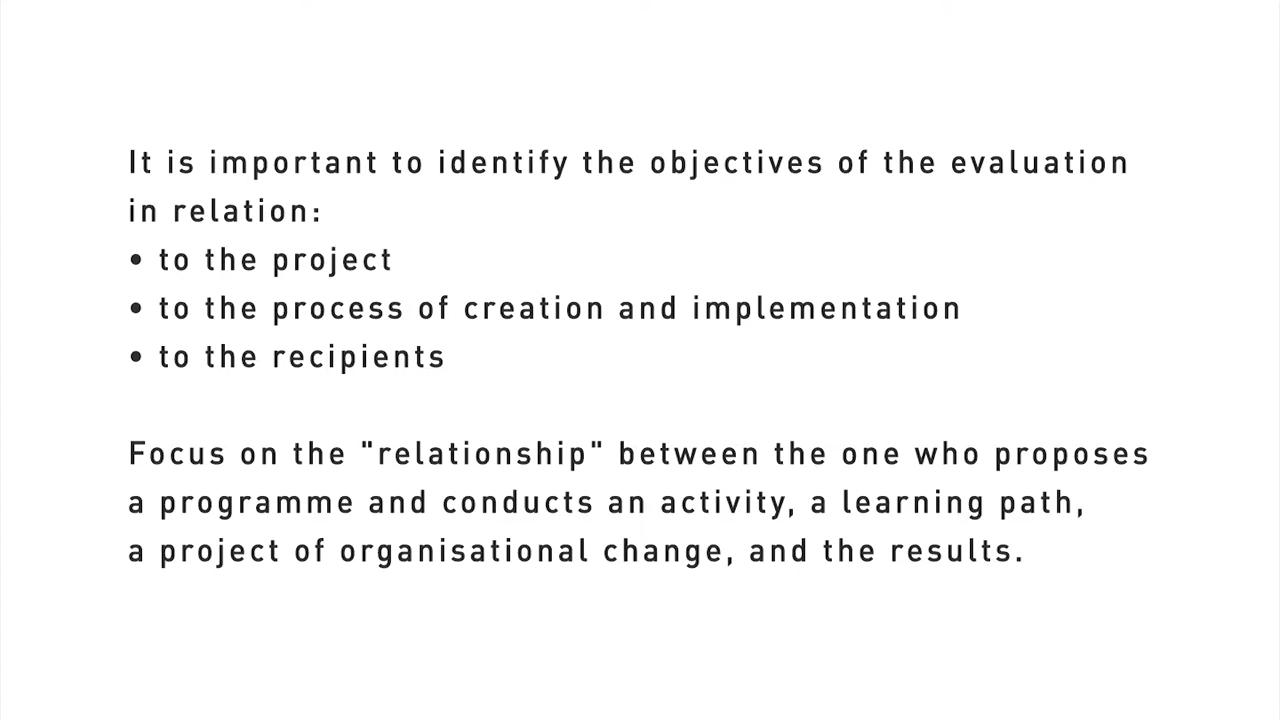 It is important to identify the objectives of the evaluation
in relation:
• to the project
• to the process of creation and implementation
• to the recipients
Focus on the "relationship" between the one who proposes
a programme and conducts an activity, a learning path,
a project of organisational change, and the results.